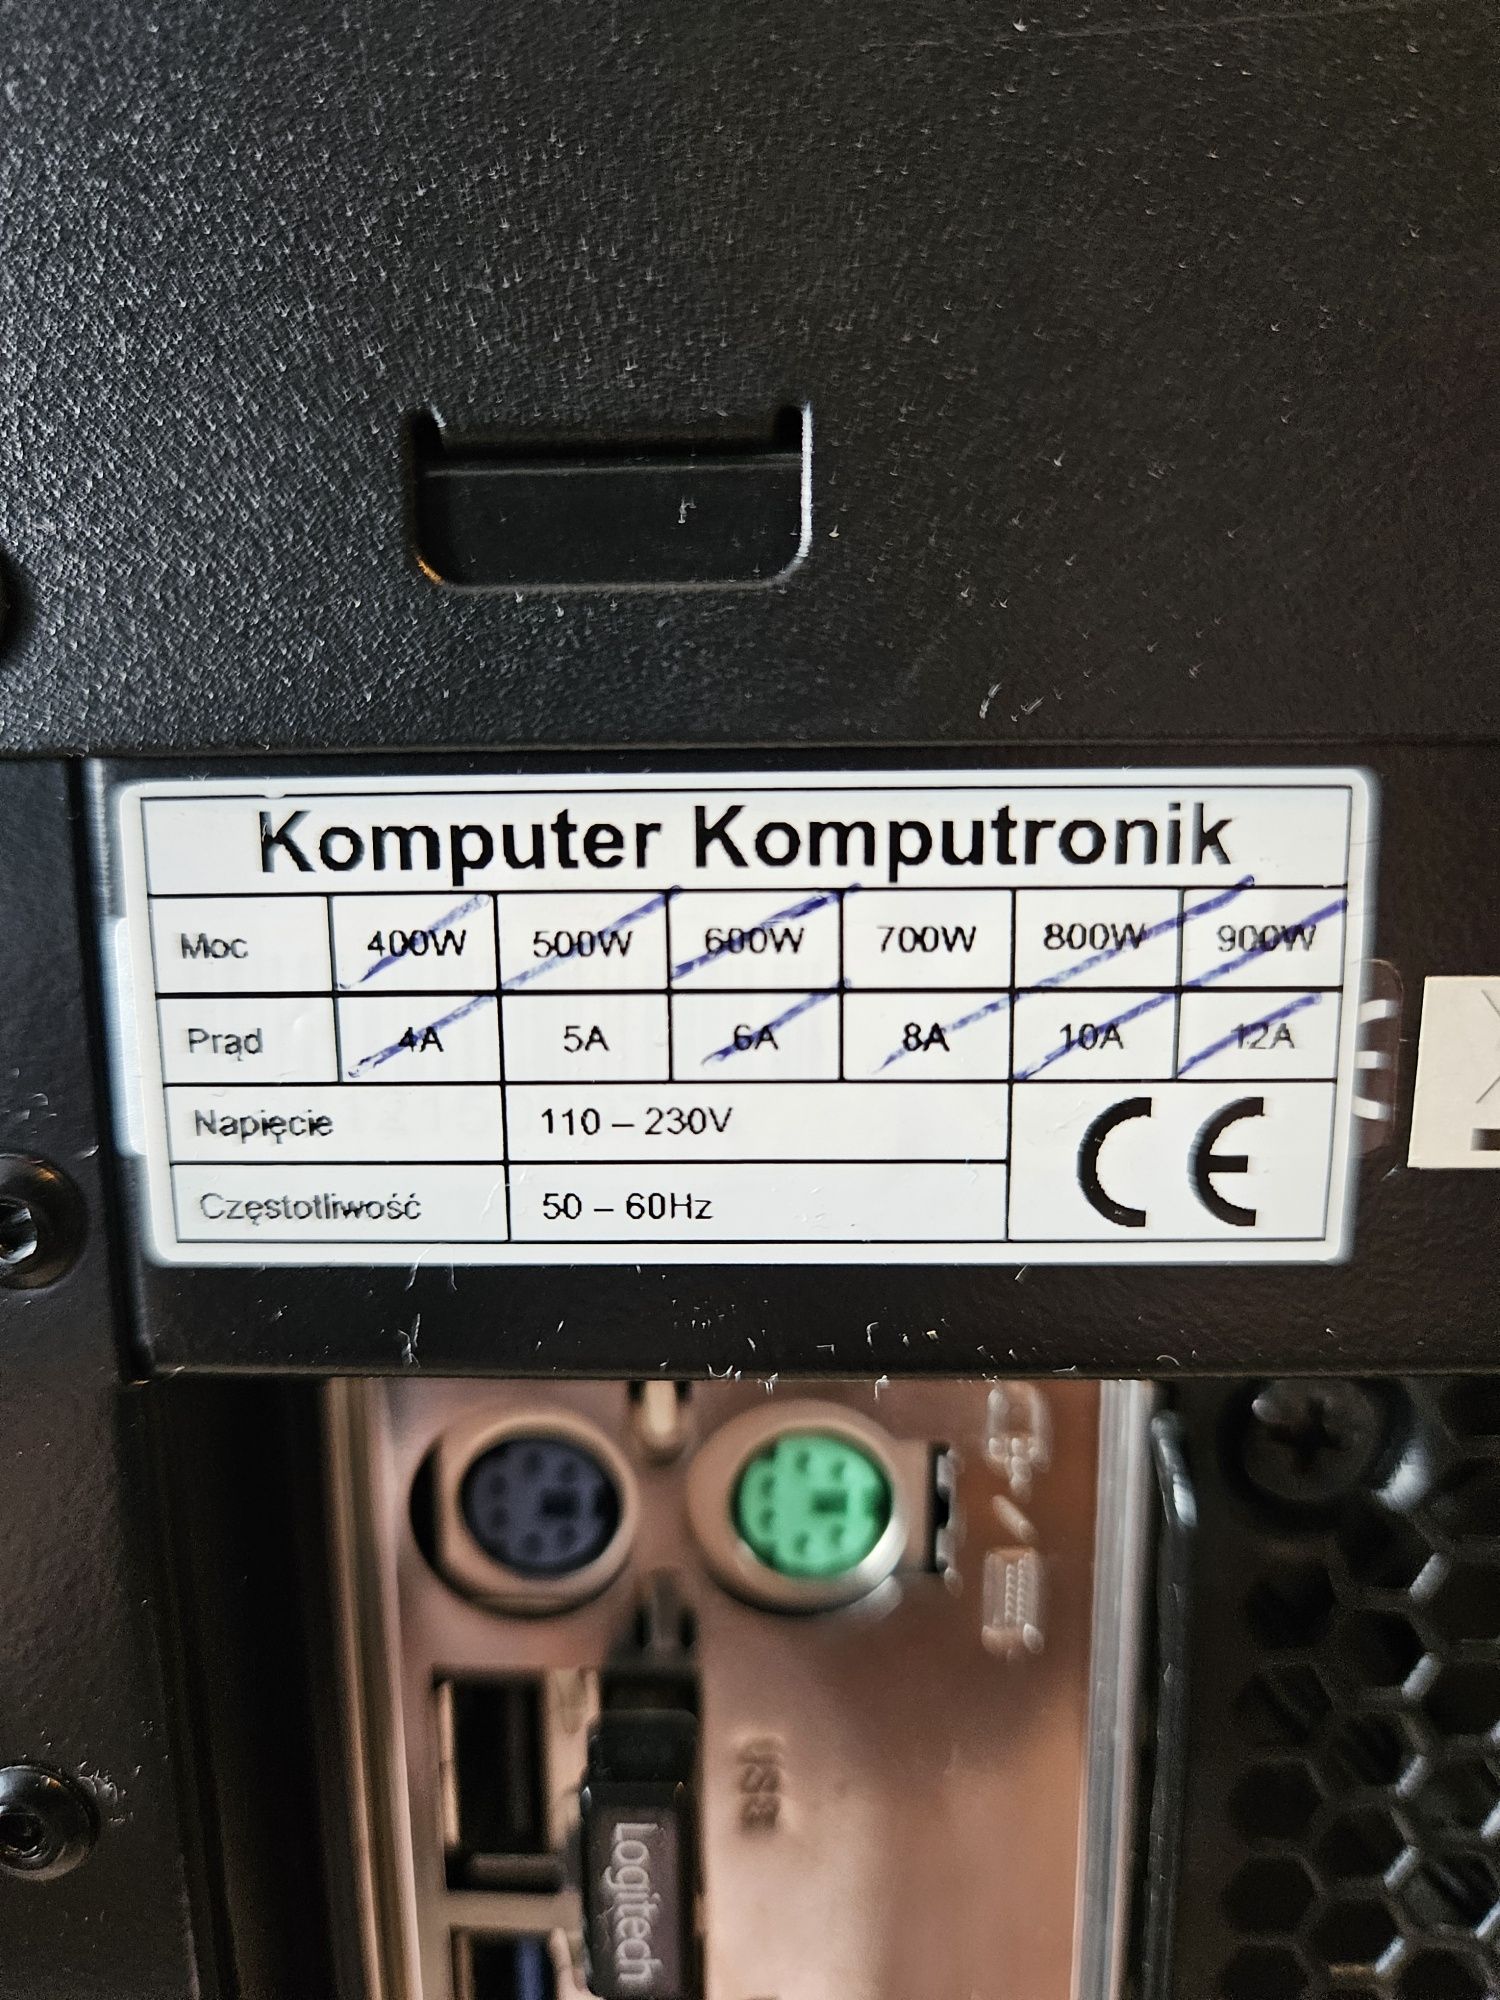 Komputer Komputronik
Moc 400W 500W 600W 700W 800W 900W
Prąd 4A 5A 6A 8A 10A 12A
Napięcie 110 – 230V
Częstotliwość 50 – 60Hz
CE
USB
Logitech